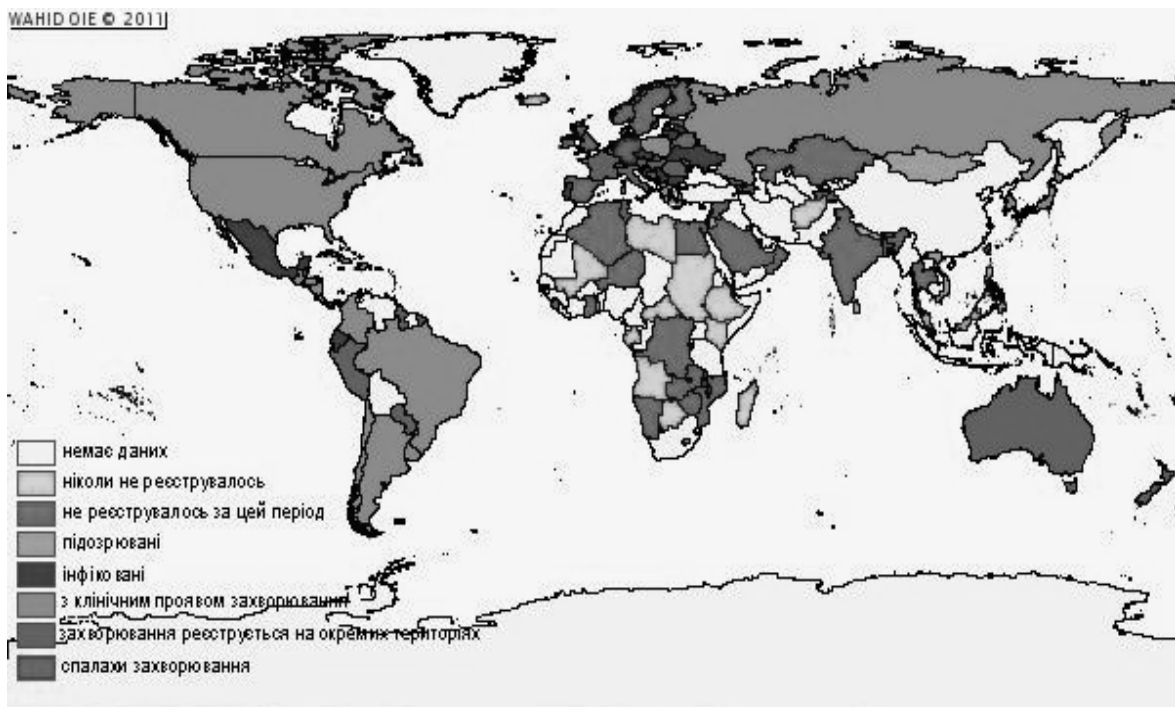 WAHID OIE © 2011
немає даних
ніколи не реєструвалось
не реєструвалось за цей період
підозрювані
інфіковані
з клінічним проявом захворювання
захворювання реєструється на окремих територіях
спалахи захворювання